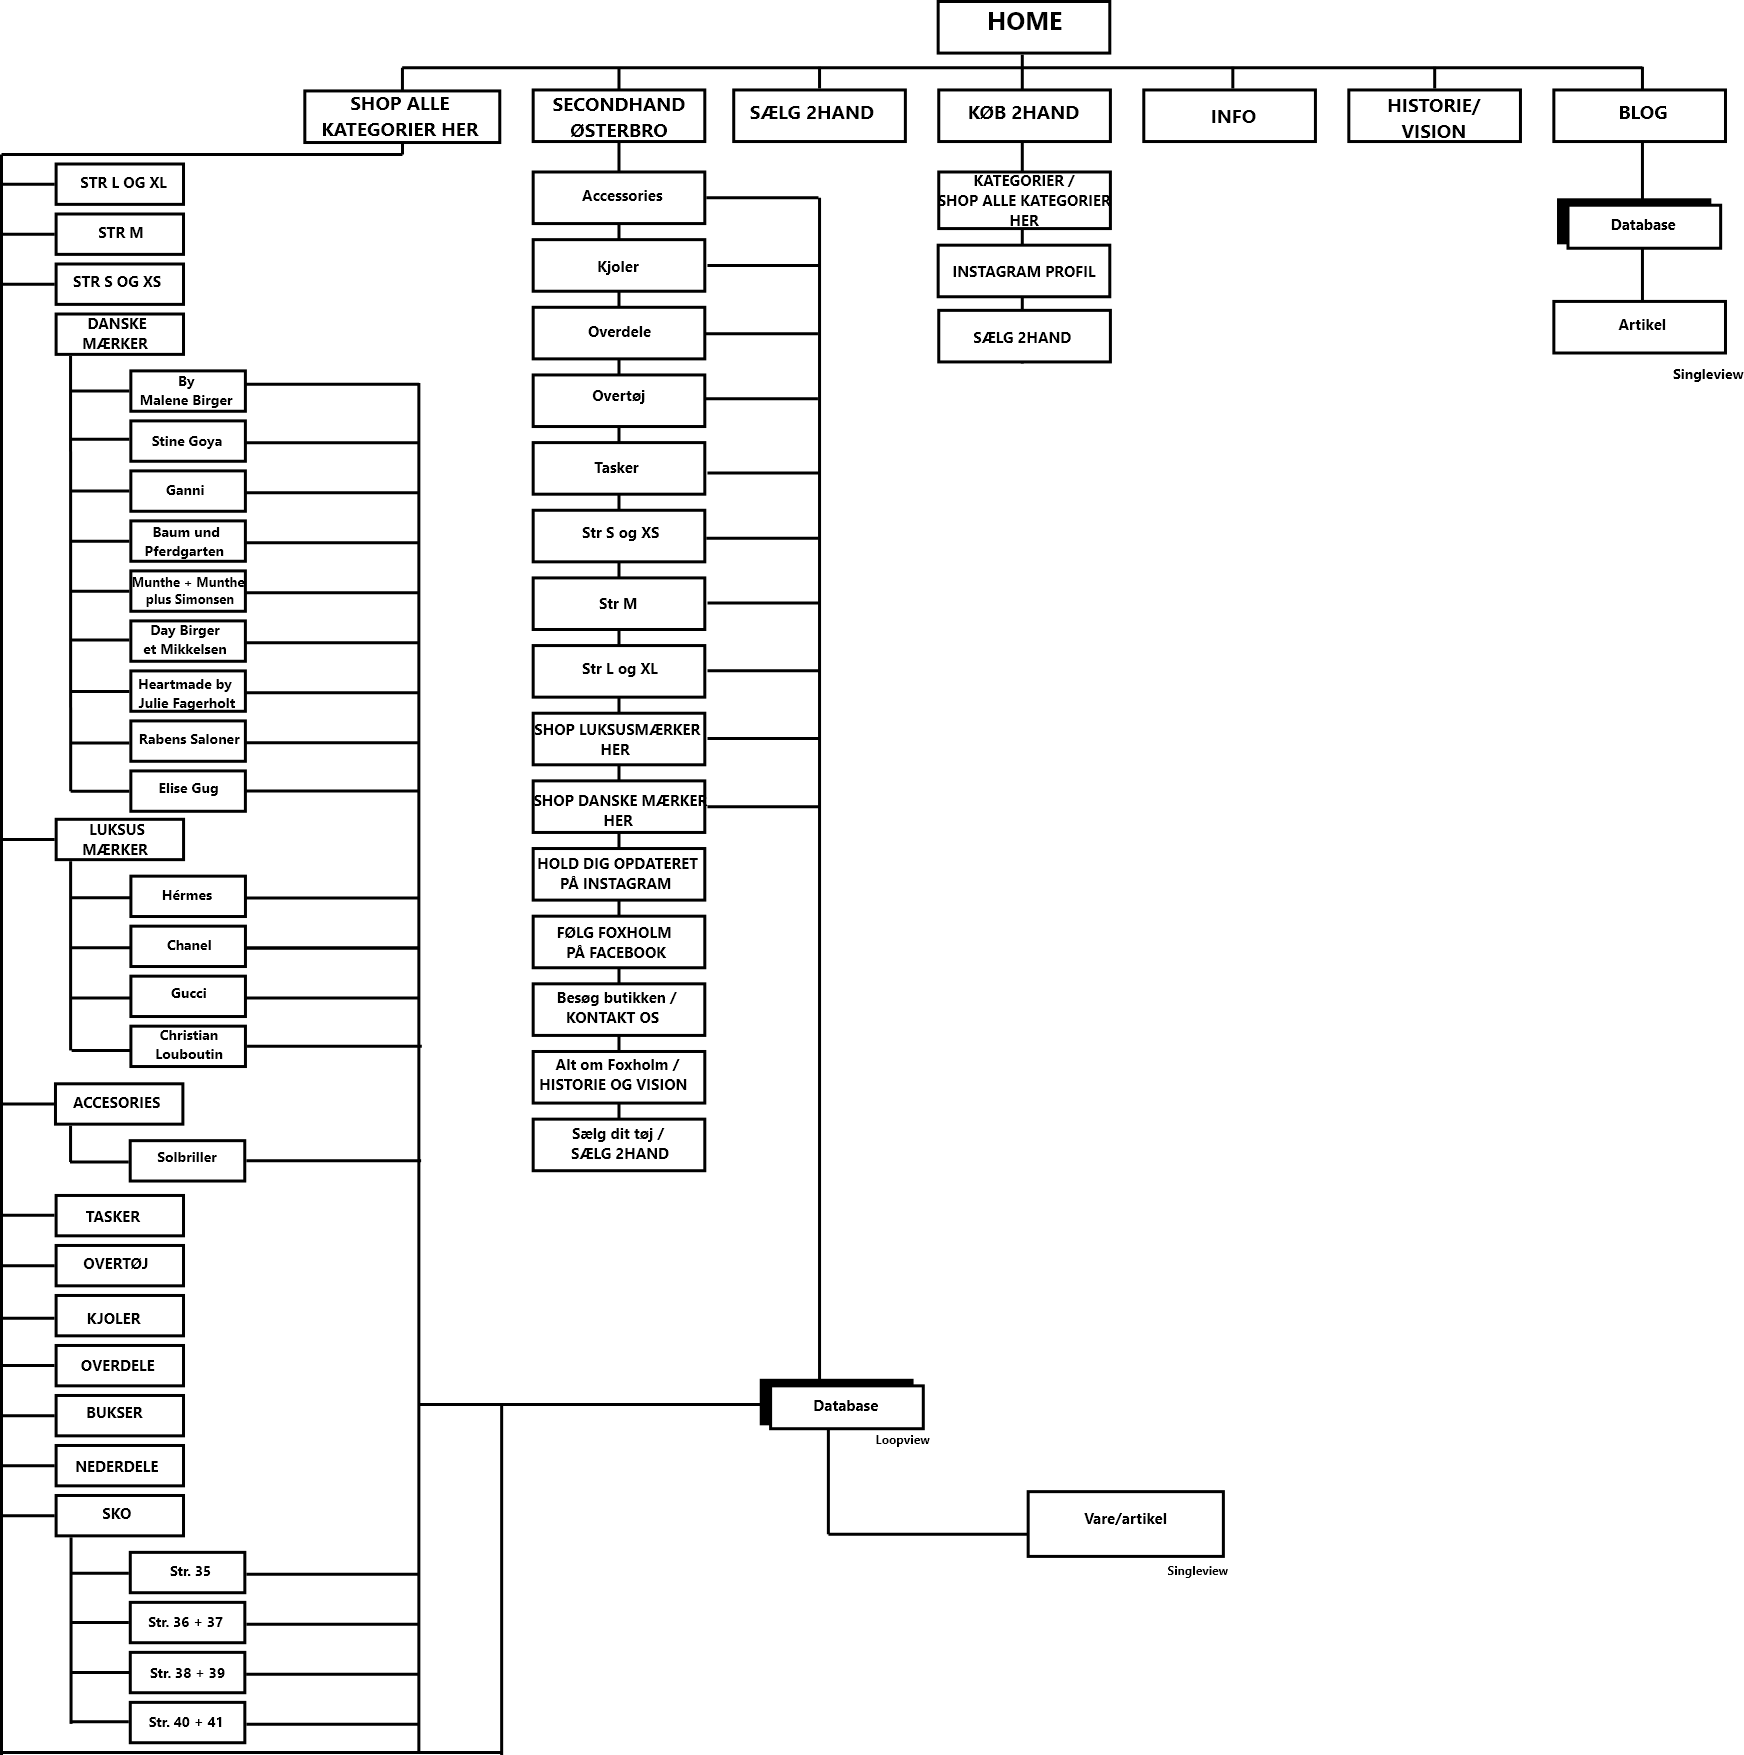 HOME
SHOP ALLE
KATEGORIER HER
SECONDHAND
ØSTERBRO
SÆLG 2HAND
KØB 2HAND
INFO
HISTORIE/
VISION
BLOG
STR L OG XL
STR M
STR S OG XS
DANSKE
MÆRKER
By
Malene Birger
Stine Goya
Ganni
Baum und
Pferdgarten
Munthe + Munthe
plus Simonsen
Day Birger
et Mikkelsen
Heartmade by
Julie Fagerholt
Rabens Saloner
Elise Gug
LUKSUS
MÆRKER
Hérmes
Chanel
Gucci
Christian
Louboutin
ACCESORIES
Solbriller
TASKER
OVERTØJ
KJOLER
OVERDELE
BUKSER
NEDERDELE
SKO
Str. 35
Str. 36 + 37
Str. 38 + 39
Str. 40 + 41
Accessories
Kjoler
Overdele
Overtøj
Tasker
Str S og XS
Str M
Str L og XL
SHOP LUKSUSMÆRKER
HER
SHOP DANSKE MÆRKER
HER
HOLD DIG OPDATERET
PÅ INSTAGRAM
FØLG FOXHOLM
PÅ FACEBOOK
Besøg butikken /
KONTAKT OS
Alt om Foxholm /
HISTORIE OG VISION
Sælg dit tøj /
SÆLG 2HAND
KATEGORIER /
SHOP ALLE KATEGORIER
HER
INSTAGRAM PROFIL
SÆLG 2HAND
Database
Artikel
Singleview
Database
Loopview
Vare/artikel
Singleview